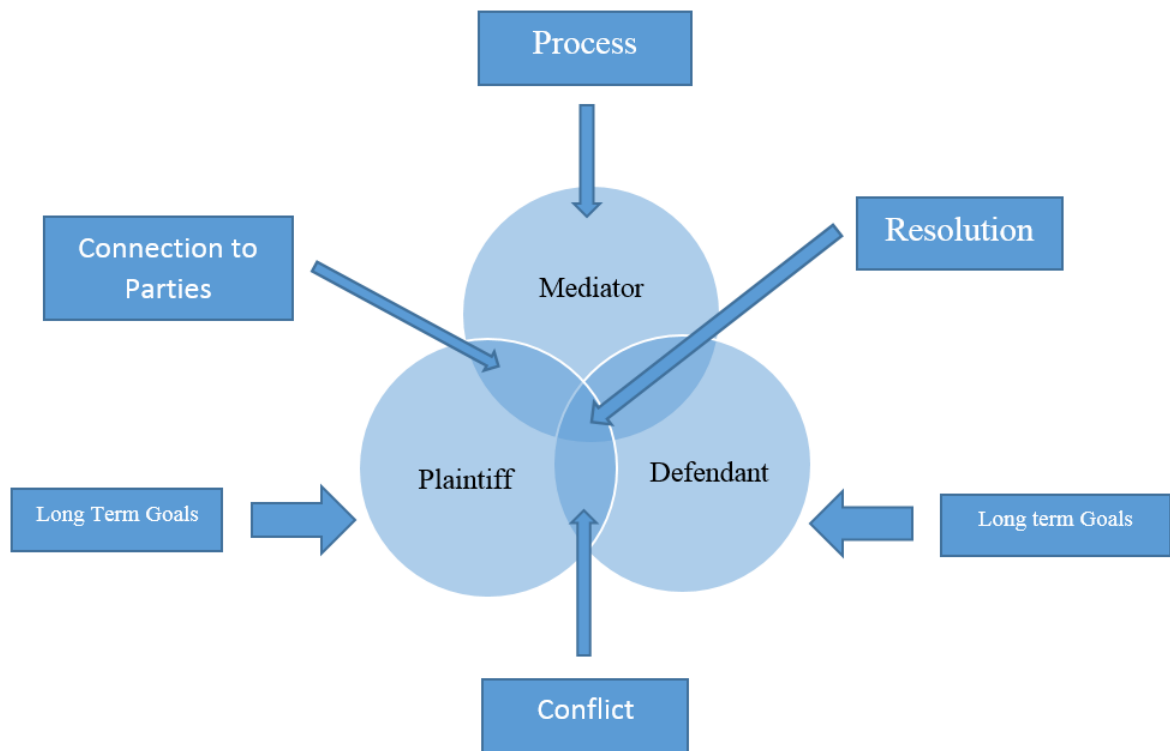 Process
Connection to
Parties
Resolution
Mediator
Plaintiff
Defendant
Long Term Goals
Long term Goals
Conflict